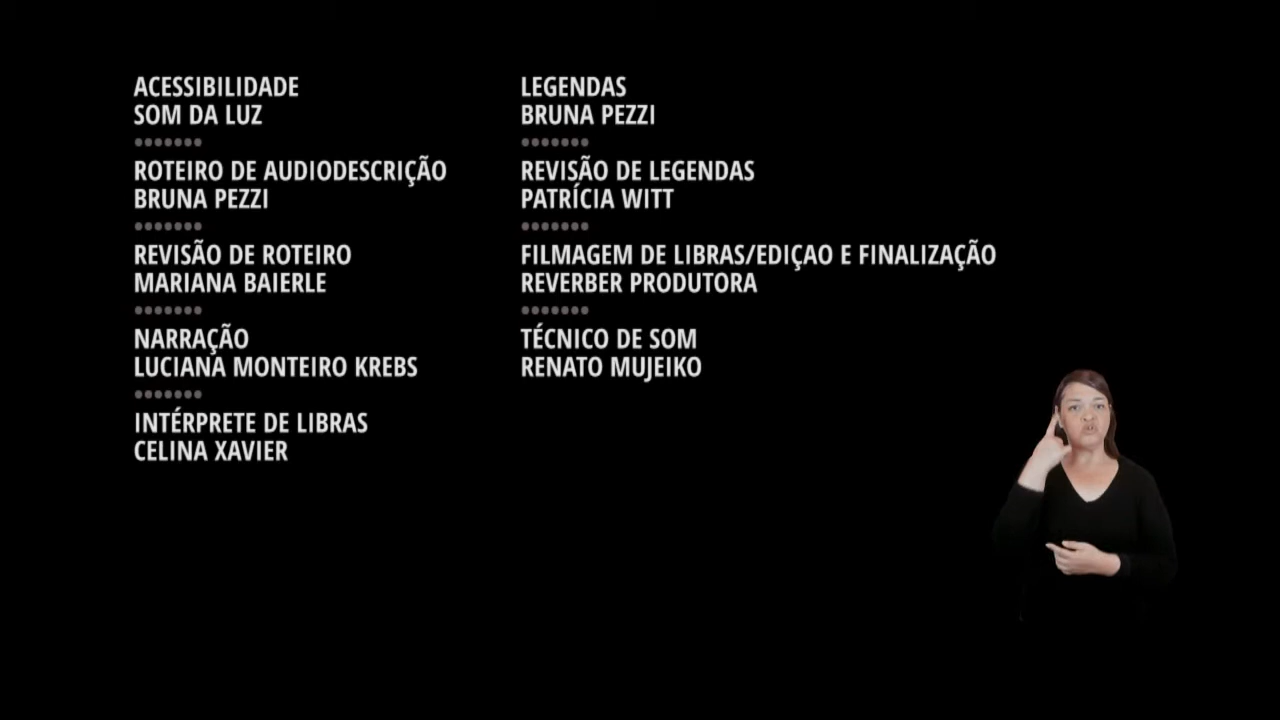 ACESSIBILIDADE
SOM DA LUZ
ROTEIRO DE AUDIODESCRIÇÃO
BRUNA PEZZI
REVISÃO DE ROTEIRO
MARIANA BAIERLE
NARRAÇÃO
LUCIANA MONTEIRO KREBS
INTÉRPRETE DE LIBRAS
CELINA XAVIER
LEGENDAS
BRUNA PEZZI
REVISÃO DE LEGENDAS
PATRÍCIA WITT
FILMAGEM DE LIBRAS/EDIÇAO E FINALIZAÇÃO
REVERBER PRODUTORA
TÉCNICO DE SOM
RENATO MUJEIKO